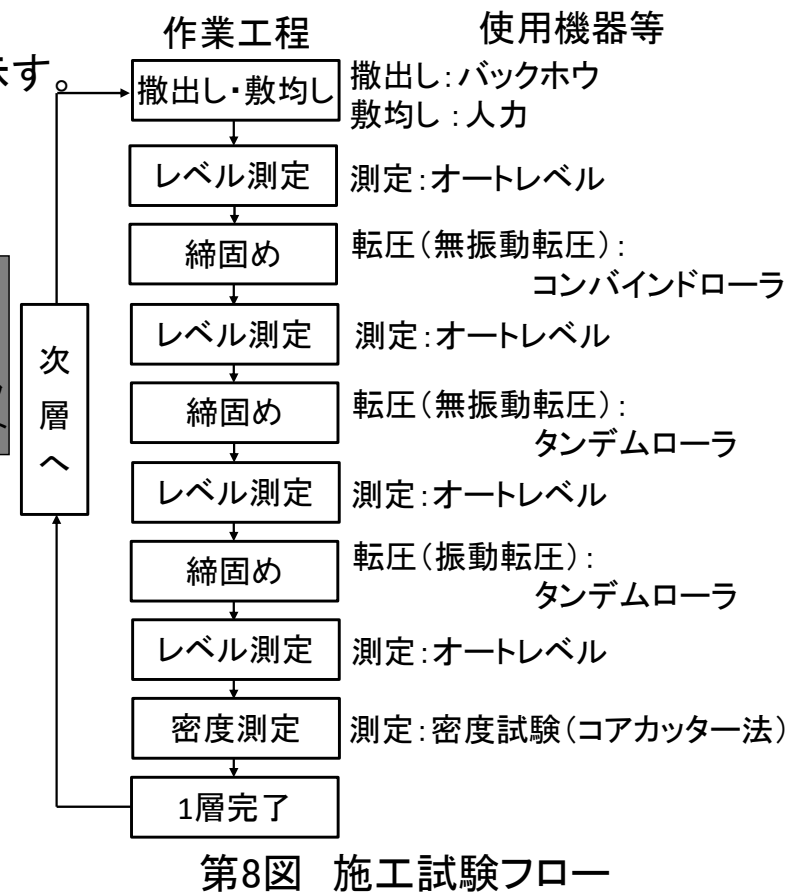 作業工程
使用機器等
示す。
撒出し・敷均し
撒出し：バックホウ
敷均し：人力
レベル測定
測定：オートレベル
締固め
転圧（無振動転圧）：
コンバインドローラ
レベル測定
測定：オートレベル
締固め
転圧（無振動転圧）：
タンデムローラ
レベル測定
測定：オートレベル
締固め
転圧（振動転圧）：
タンデムローラ
レベル測定
測定：オートレベル
密度測定
測定：密度試験（コアカッター法）
1層完了
次層へ
第8図 施工試験フロー